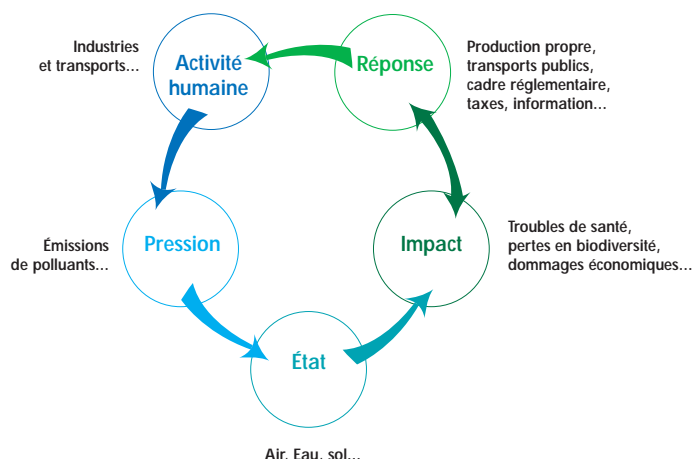 Industries
et transports...
Activité
humaine
Réponse
Production propre,
transports publics,
cadre réglementaire,
taxes, information...
Émissions
de polluants...
Pression
Impact
Troubles de santé,
pertes en biodiversité,
dommages économiques...
État
Air, Eau, sol...